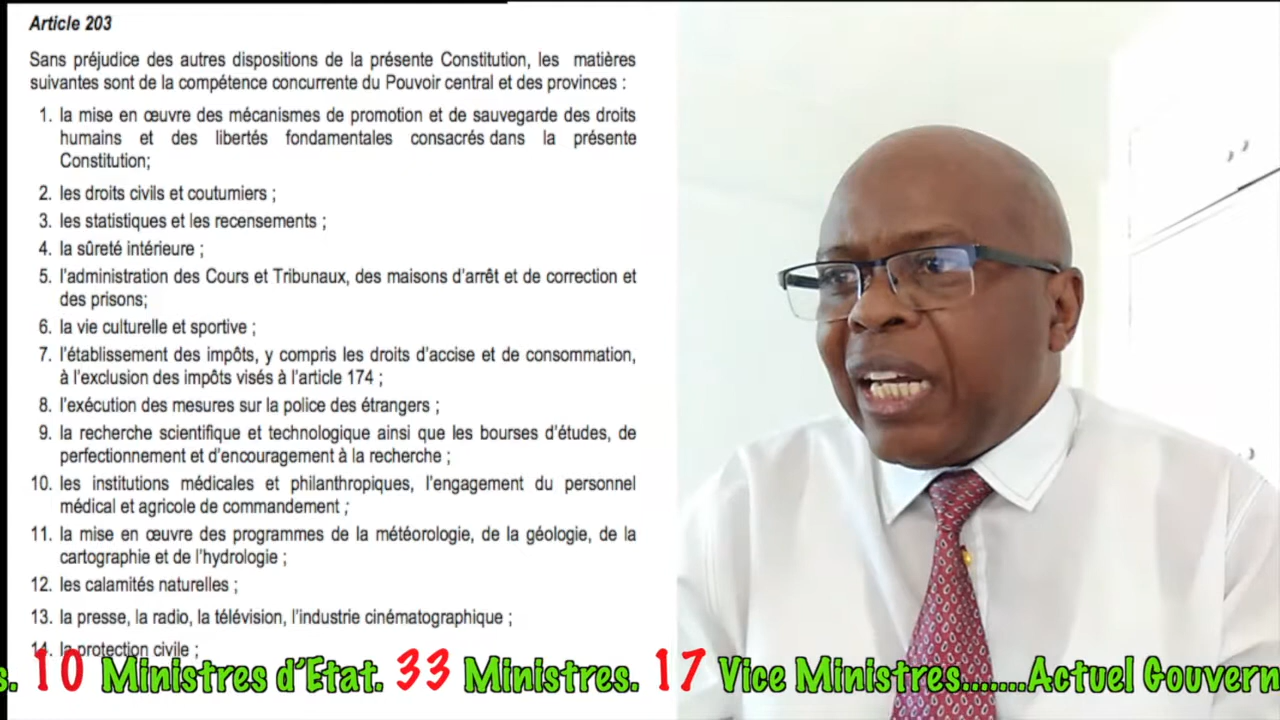 Article 203
Sans préjudice des autres dispositions de la présente Constitution, les matières
suivantes sont de la compétence concurrente du Pouvoir central et des provinces :
1. la mise en œuvre des mécanismes de promotion et de sauvegarde des droits
humains et des libertés fondamentales consacrés dans la présente
Constitution;
2. les droits civils et coutumiers ;
3. les statistiques et les recensements ;
4. la sûreté intérieure ;
5. l'administration des Cours et Tribunaux, des maisons d'arrêt et de correction et
des prisons;
6. la vie culturelle et sportive ;
7. l'établissement des impôts, y compris les droits d'accise et de consommation,
à l'exclusion des impôts visés à l'article 174 ;
8. l'exécution des mesures sur la police des étrangers ;
9. la recherche scientifique et technologique ainsi que les bourses d'études, de
perfectionnement et d'encouragement à la recherche ;
10. les institutions médicales et philanthropiques, l'engagement du personnel
médical et agricole de commandement ;
11. la mise en œuvre des programmes de la météorologie, de la géologie, de la
cartographie et de l'hydrologie ;
12. les calamités naturelles ;
13. la presse, la radio, la télévision, l'industrie cinématographique ;
14. la protection civile ;
s. 10 Ministres d'Etat. 33 Ministres. 17 Vice Ministres.......Actuel Gouvern